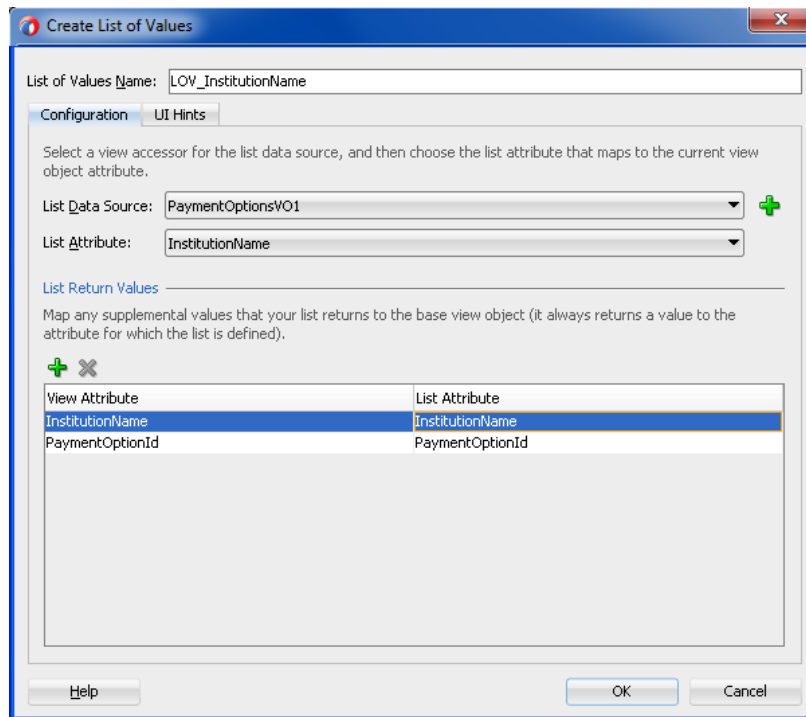 Create List of Values
List of Values Name: LOV_InstitutionName
Configuration UI Hints
Select a view accessor for the list data source, and then choose the list attribute that maps to the current view
object attribute.
List Data Source: PaymentOptionsVO1
List Attribute: InstitutionName
List Return Values
Map any supplemental values that your list returns to the base view object (it always returns a value to the
attribute for which the list is defined).
View Attribute List Attribute
InstitutionName InstitutionName
PaymentOptionId PaymentOptionId
Help OK Cancel